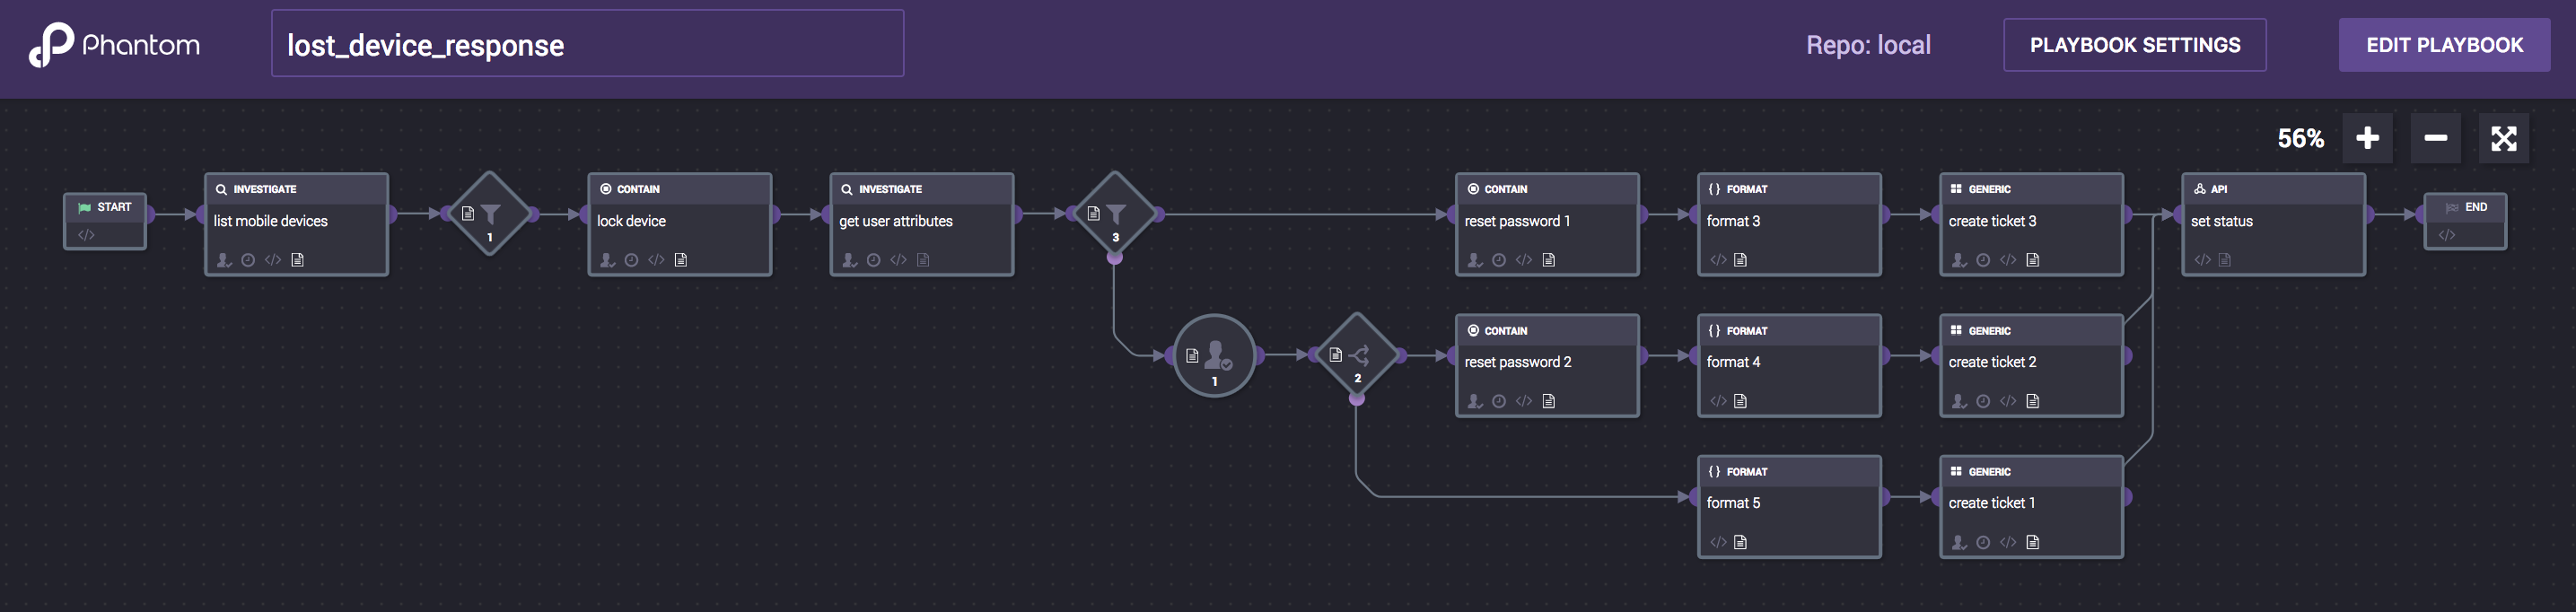 Phantom
lost_device_response
Repo: local
PLAYBOOK SETTINGS
EDIT PLAYBOOK
56%
START
</>
INVESTIGATE
list mobile devices
</>
1
CONTAIN
lock device
</>
INVESTIGATE
get user attributes
</>
3
CONTAIN
reset password 1
</>
{ } FORMAT
format 3
</>
GENERIC
create ticket 3
</>
API
set status
</>
END
</>
1
2
CONTAIN
reset password 2
</>
{ } FORMAT
format 4
</>
GENERIC
create ticket 2
</>
{ } FORMAT
format 5
</>
GENERIC
create ticket 1
</>